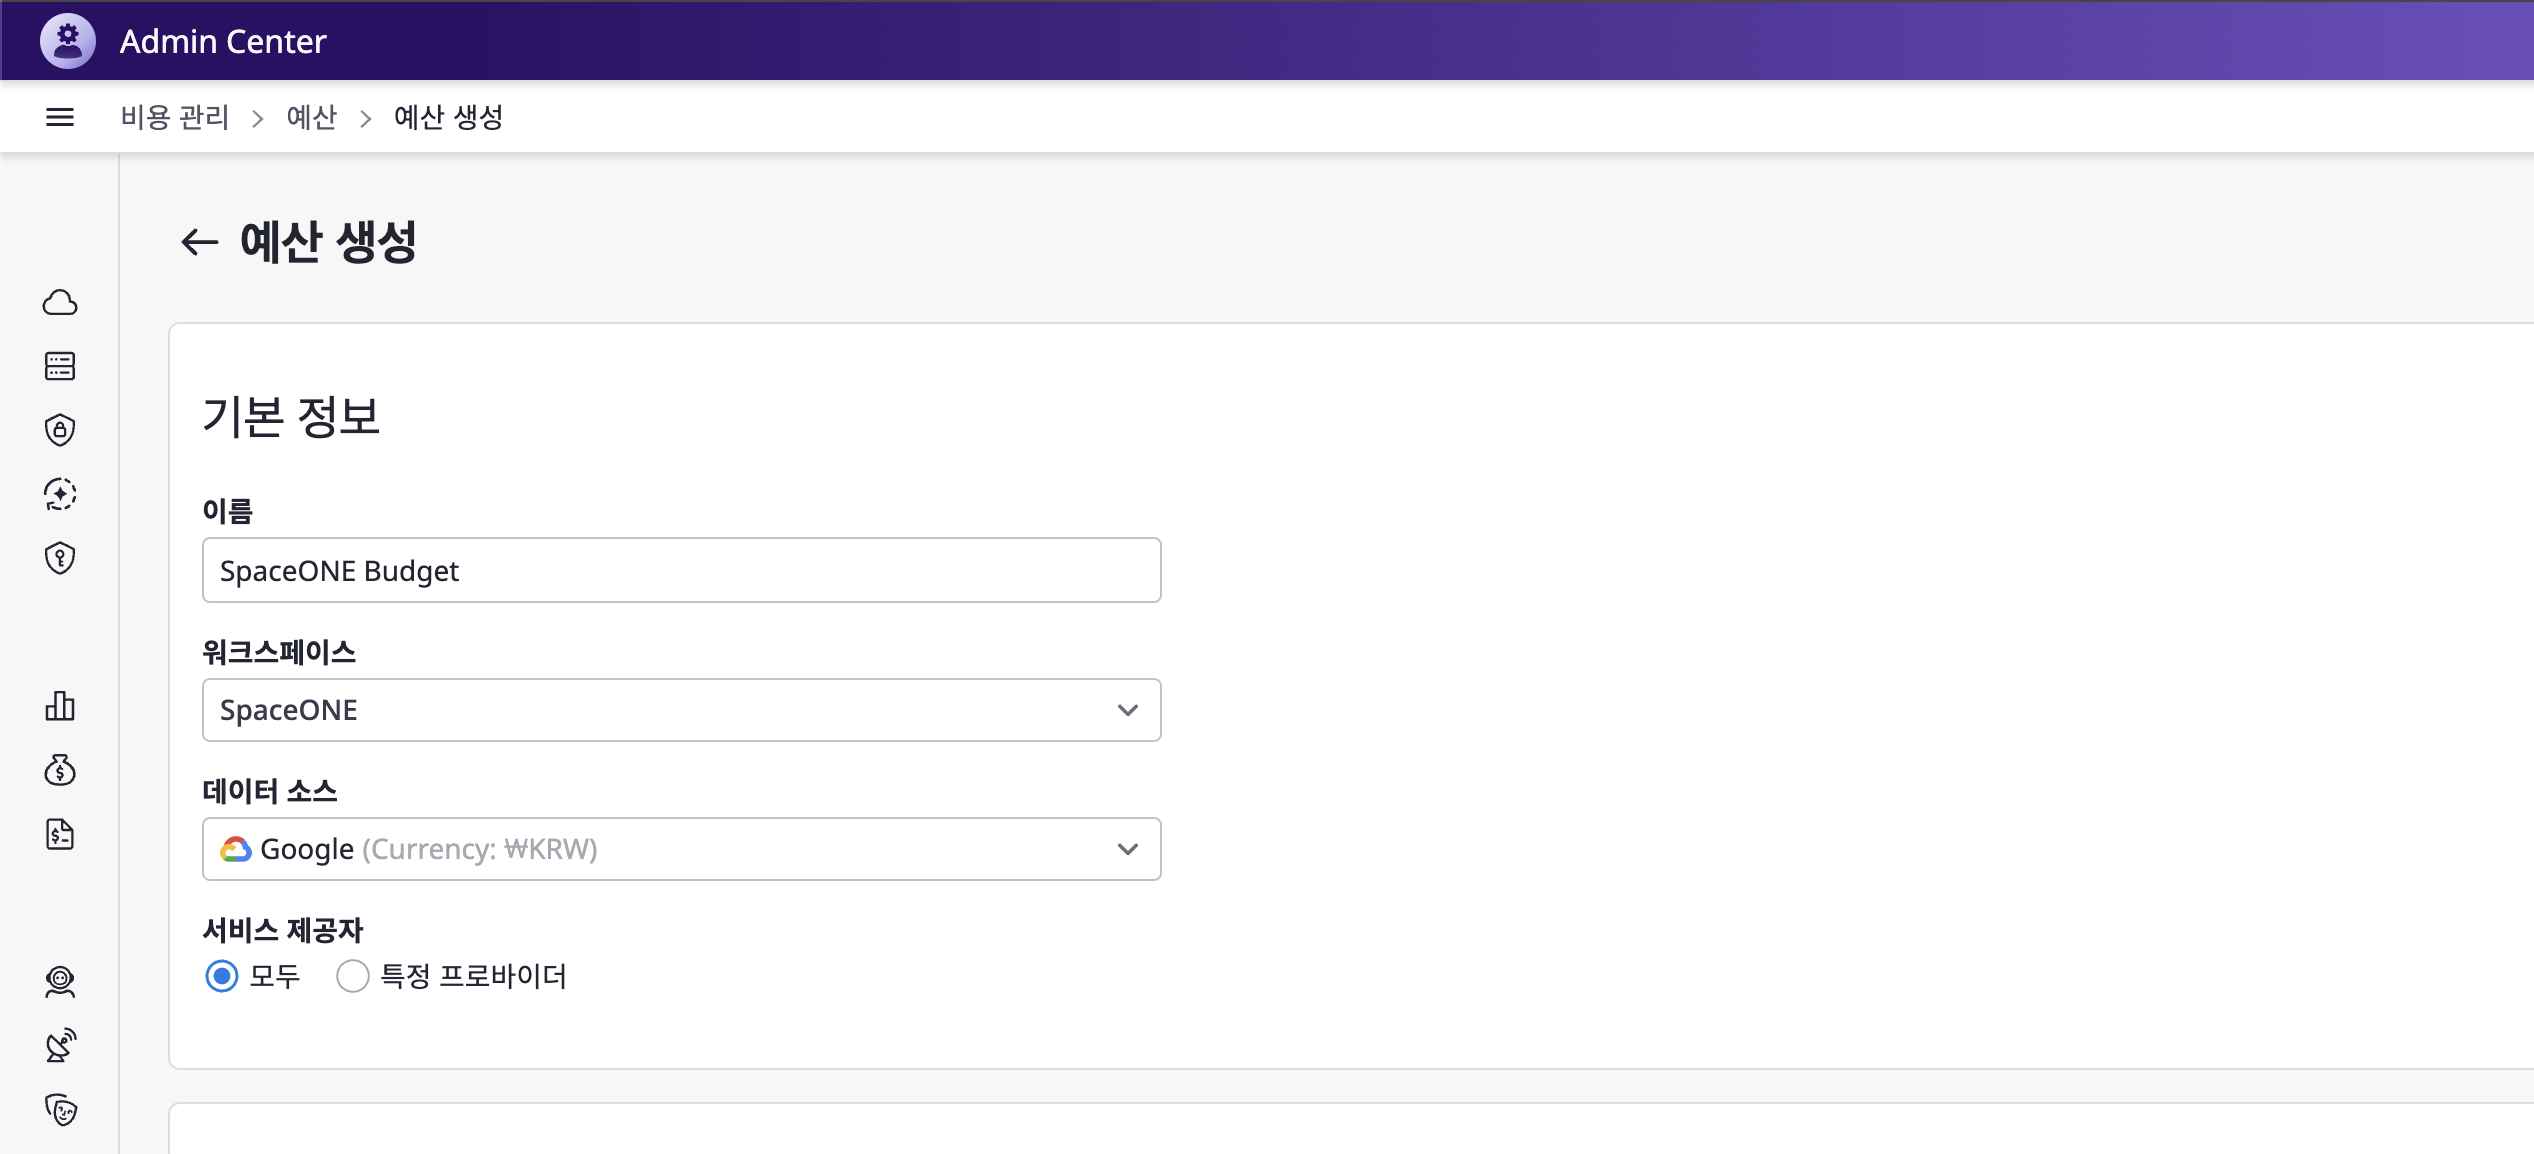 Admin Center
비용 관리 > 예산 > 예산 생성
예산 생성
기본 정보
이름
SpaceONE Budget
워크스페이스
SpaceONE
데이터 소스
Google (Currency: ₩KRW)
서비스 제공자
모두 특정 프로바이더